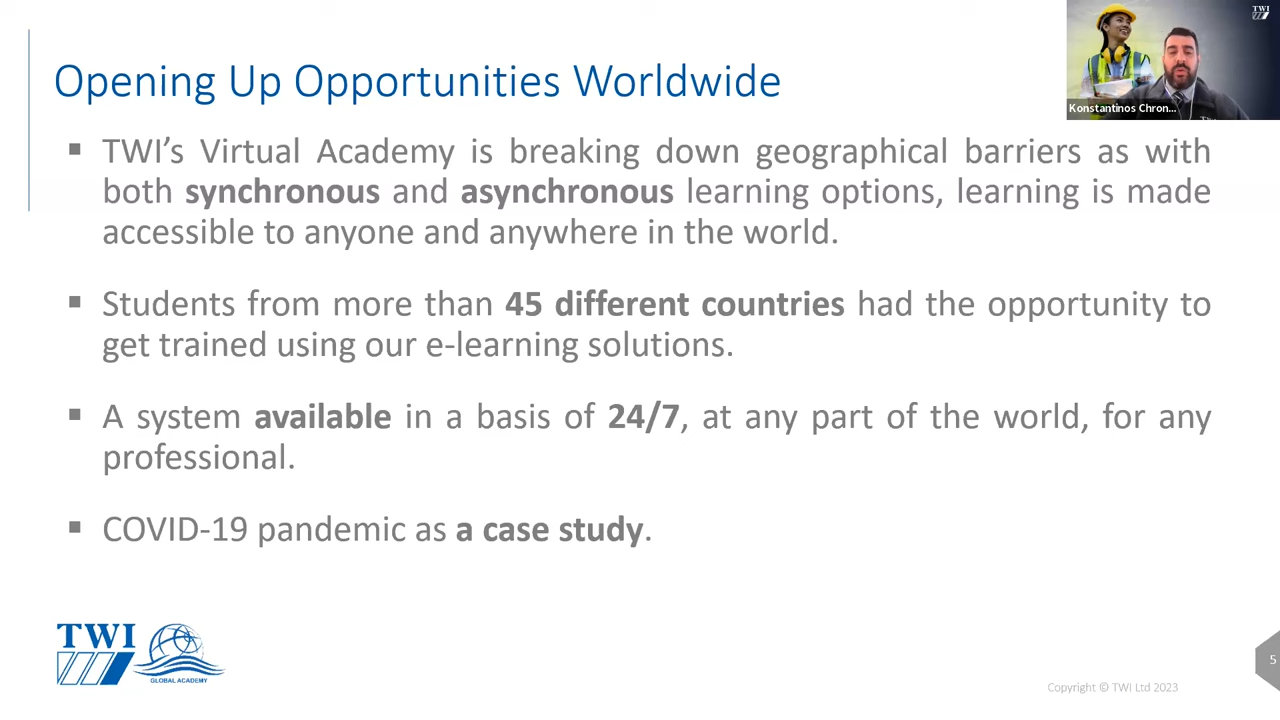 Opening Up Opportunities Worldwide
TWI
Konstantinos Chron...
▪ TWI’s Virtual Academy is breaking down geographical barriers as with
both synchronous and asynchronous learning options, learning is made
accessible to anyone and anywhere in the world.
▪ Students from more than 45 different countries had the opportunity to
get trained using our e-learning solutions.
▪ A system available in a basis of 24/7, at any part of the world, for any
professional.
▪ COVID-19 pandemic as a case study.
TWI
GLOBAL ACADEMY
5
Copyright © TWI Ltd 2023